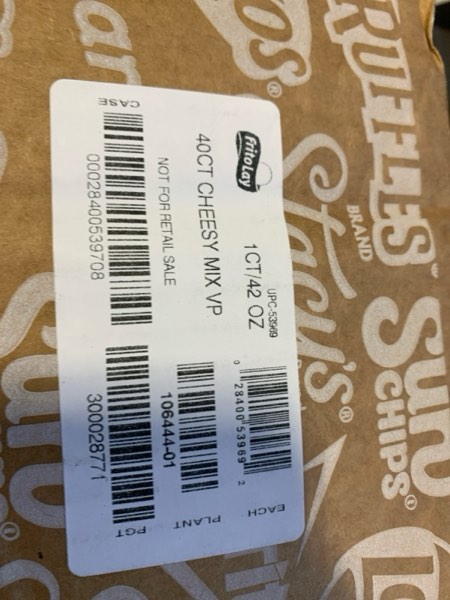 FritoLay
1CT/42 OZ
UPC-53969
40CT CHEESY MIX VP
NOT FOR RETAIL SALE
CASE
00028400539708
0 28400 53969 2
EACH
106444-01
PLANT
300028771
PGT
RUFFLES
BRAND
Stacy's®
SUN
CHIPS®